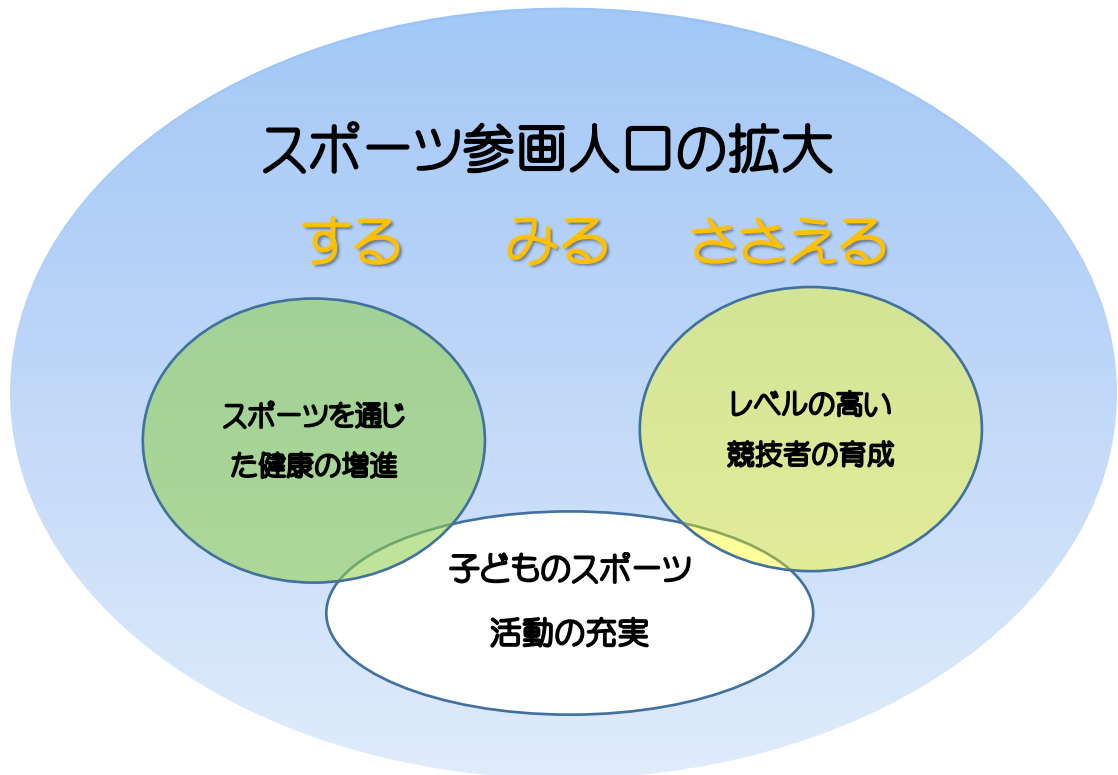 スポーツ参画人口の拡大
する みる ささえる
スポーツを通じ
た健康の増進
レベルの高い
競技者の育成
子どものスポーツ
活動の充実